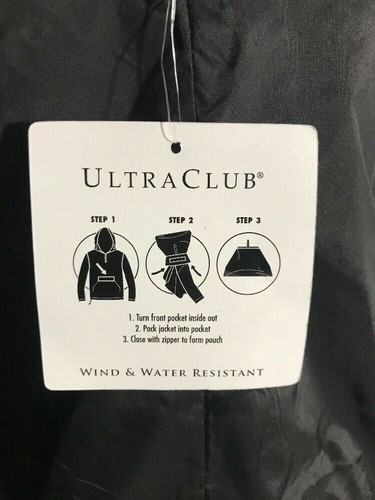 ULTRACLUB®
STEP 1 STEP 2 STEP 3
1. Turn front pocket inside out
2. Pack jacket into pocket
3. Close with zipper to form pouch
WIND & WATER RESISTANT